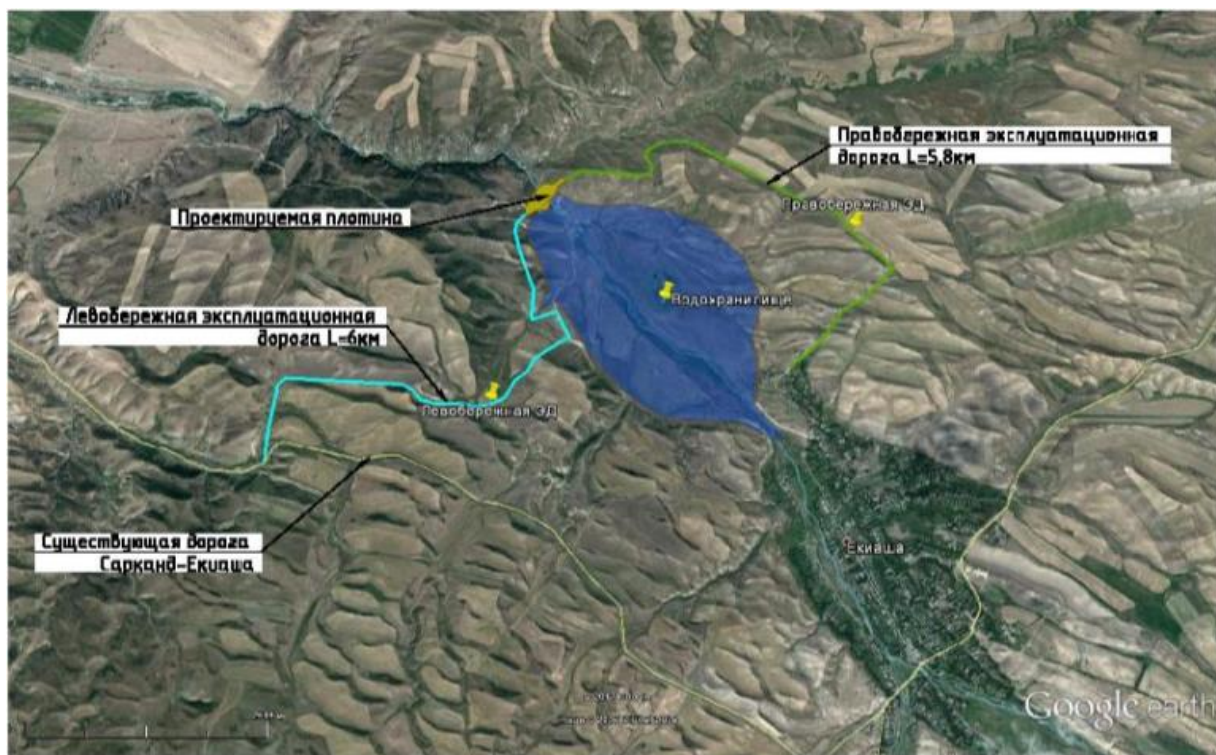 Правобережная эксплуатационная
дорога L=5,8км
Правобережная ЭД
Проектируемая плотина
Водохранилище
Левобережная эксплуатационная
дорога L=6км
Левобережная ЭД
Существующая дорога
Сарканд-Екиаша
Екиаша
Google earth